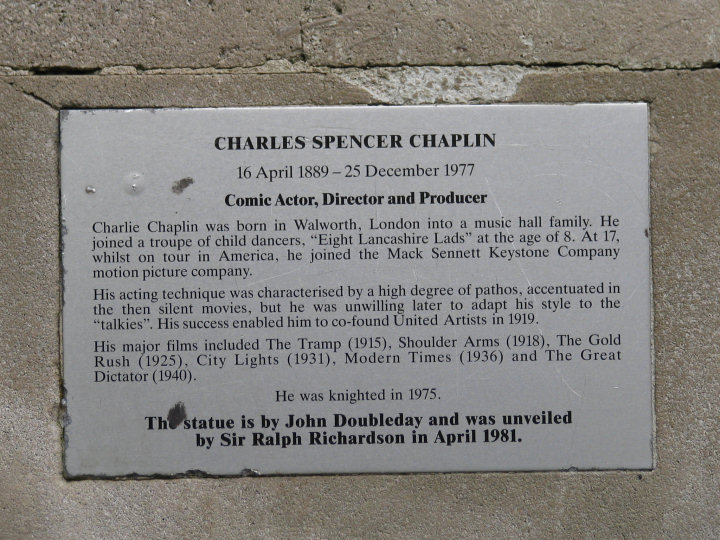 CHARLES SPENCER CHAPLIN
16 April 1889 – 25 December 1977
Comic Actor, Director and Producer
Charlie Chaplin was born in Walworth, London into a music hall family. He
joined a troupe of child dancers, “Eight Lancashire Lads” at the age of 8. At 17,
whilst on tour in America, he joined the Mack Sennett Keystone Company
motion picture company.
His acting technique was characterised by a high degree of pathos, accentuated in
the then silent movies, but he was unwilling later to adapt his style to the
“talkies”. His success enabled him to co-found United Artists in 1919.
His major films included The Tramp (1915), Shoulder Arms (1918), The Gold
Rush (1925), City Lights (1931), Modern Times (1936) and The Great
Dictator (1940).
He was knighted in 1975.
The statue is by John Doubleday and was unveiled
by Sir Ralph Richardson in April 1981.